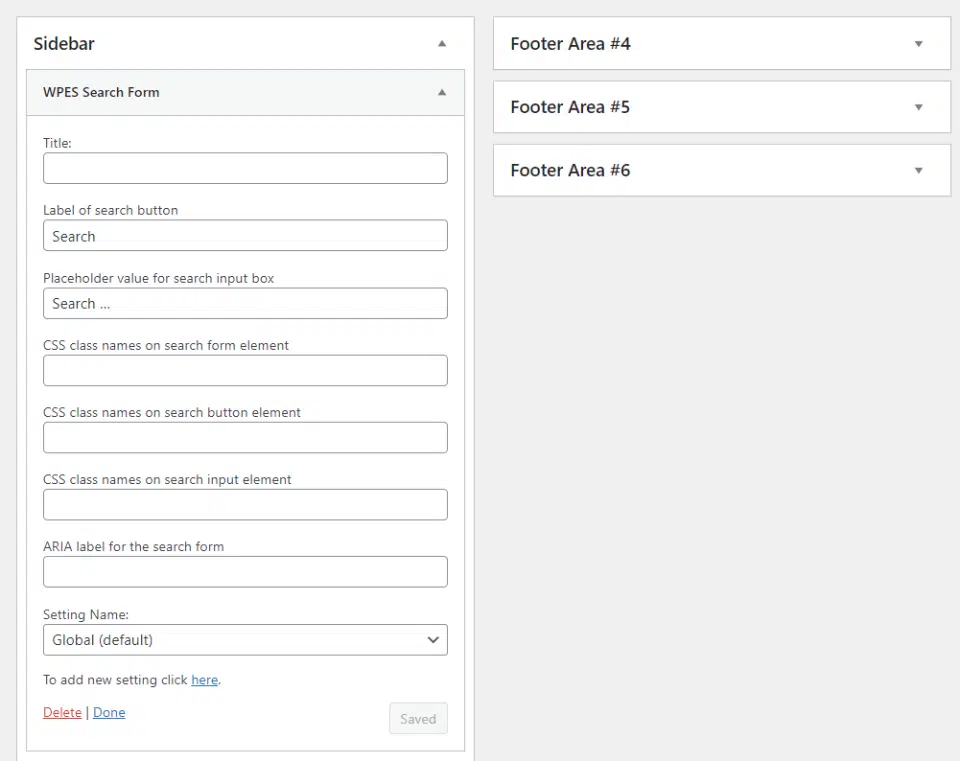 Sidebar
WPES Search Form
Title:
Label of search button
Search
Placeholder value for search input box
Search ...
CSS class names on search form element
CSS class names on search button element
CSS class names on search input element
ARIA label for the search form
Setting Name:
Global (default)
To add new setting click here.
Delete | Done
Saved
Footer Area #4
Footer Area #5
Footer Area #6